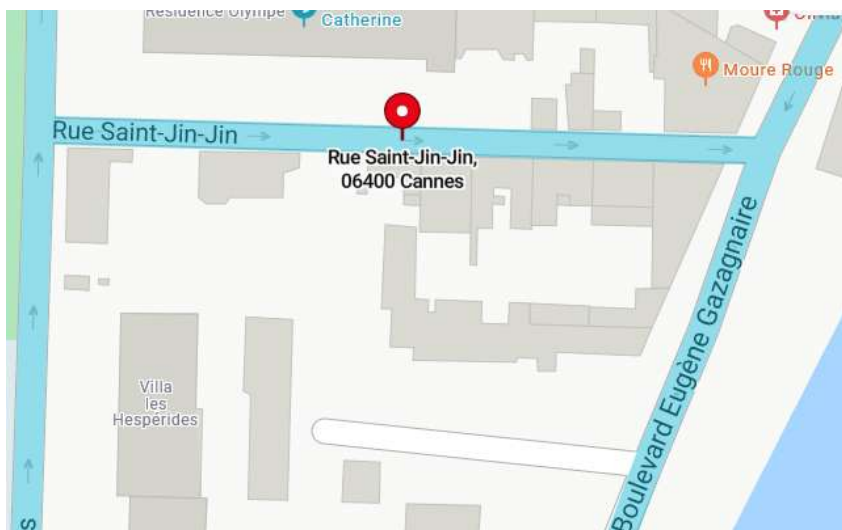 Résidence Olympe
Catherine
Moure Rouge
Rue Saint-Jin-Jin
Rue Saint-Jin-Jin,
06400 Cannes
Boulevard Eugène Gazagnaire
Villa
les
Hespérides
s